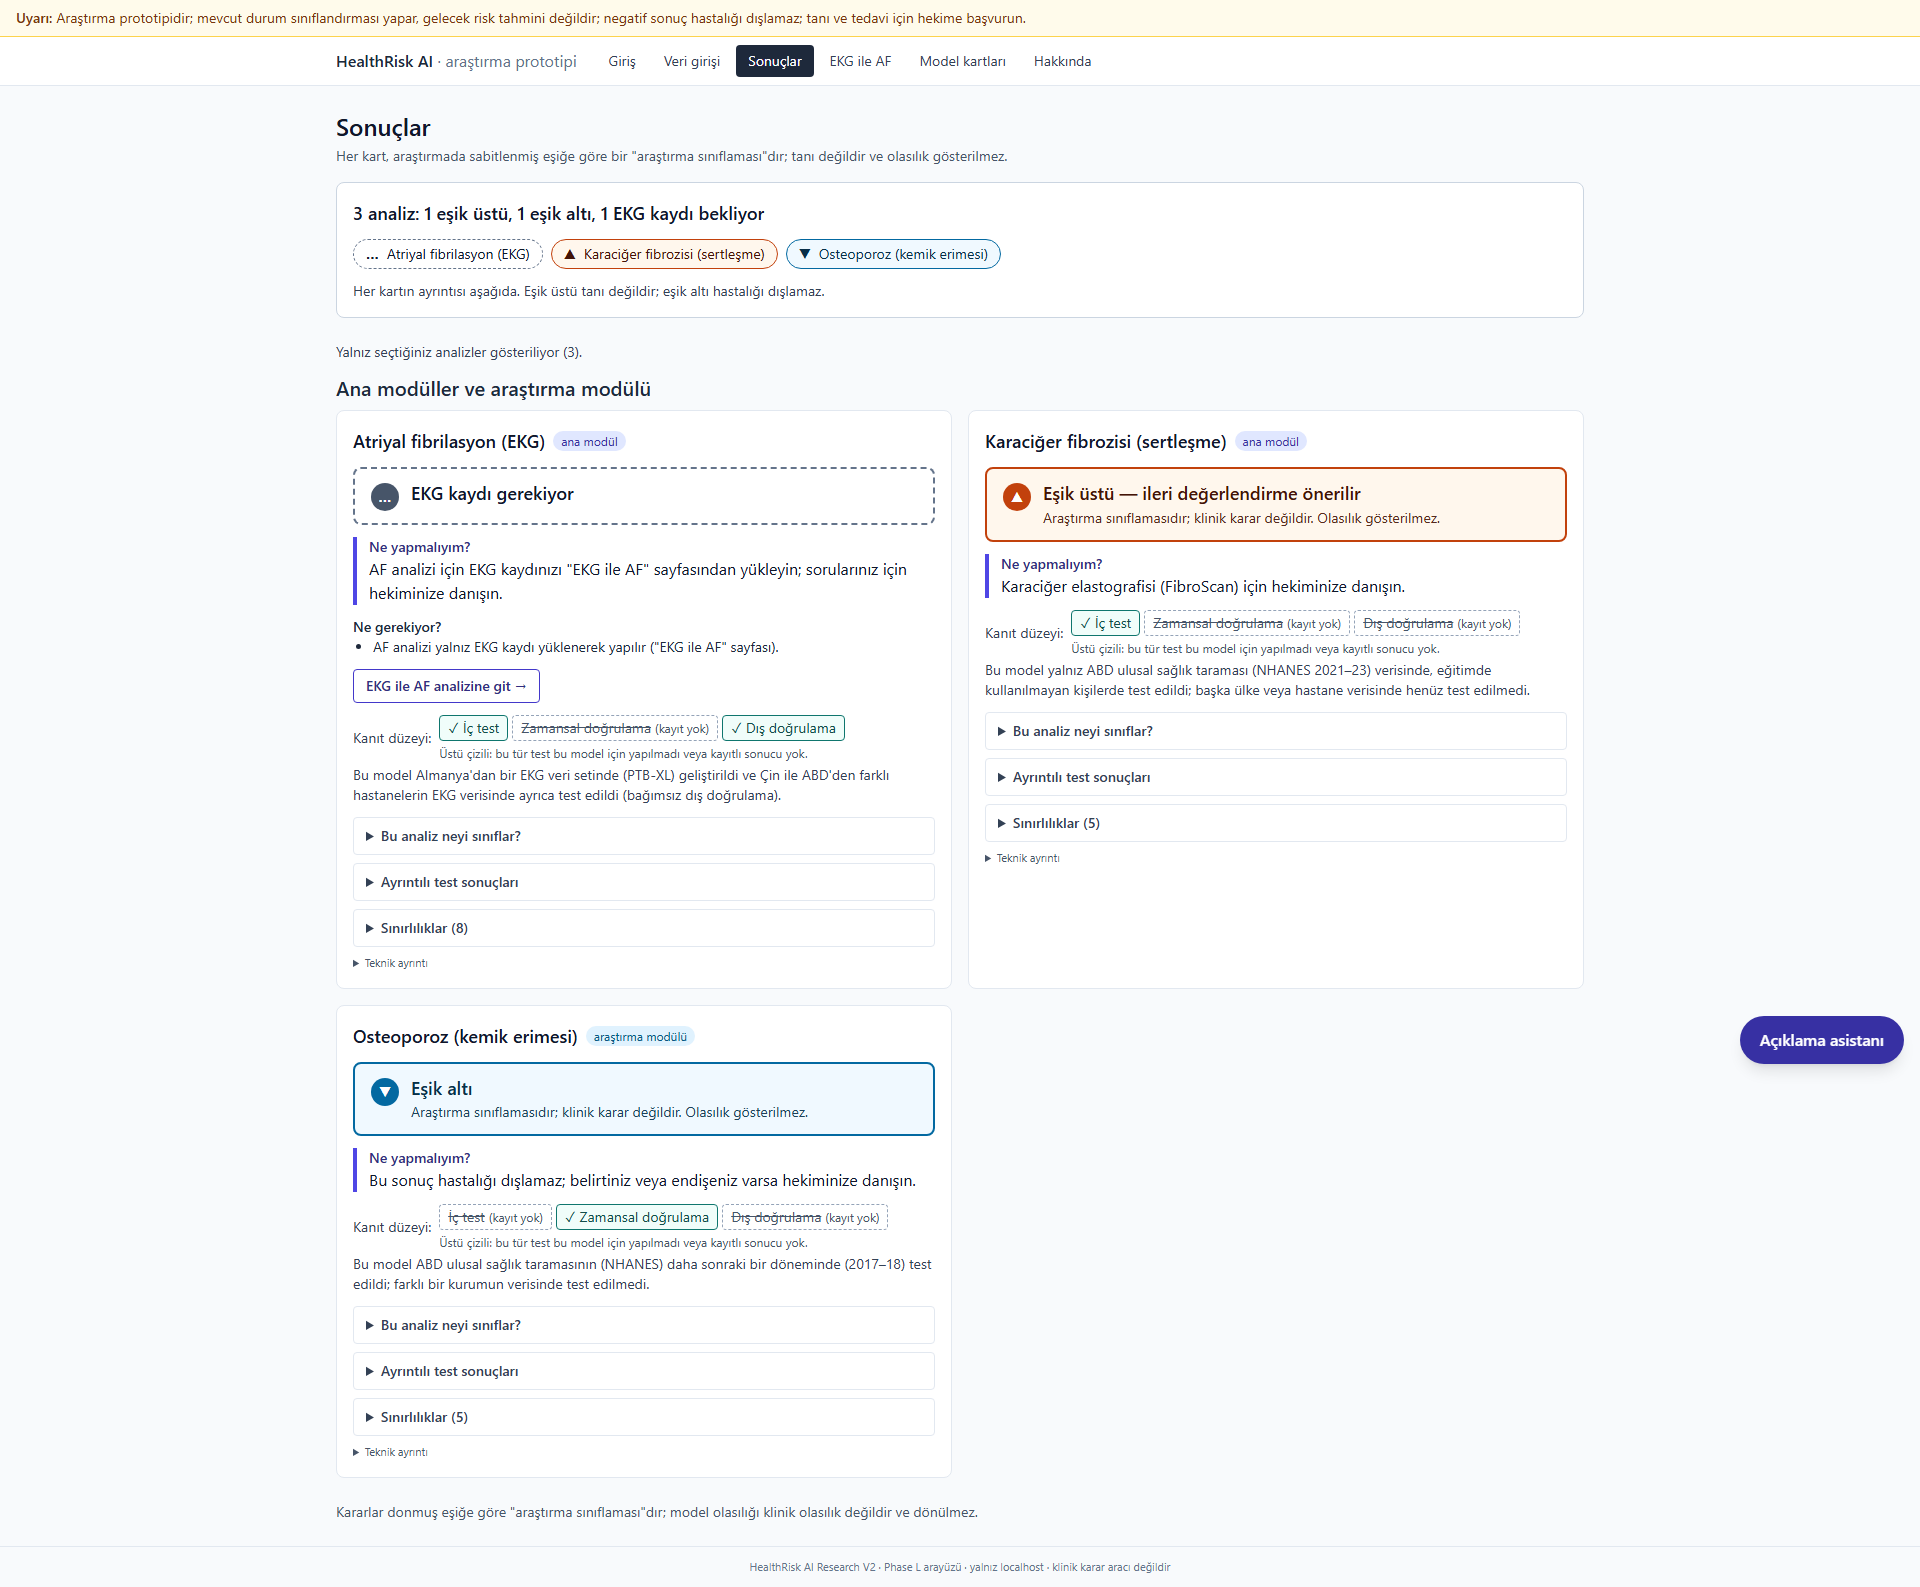 Uyarı: Araştırma prototipidir; mevcut durum sınıflandırması yapar, gelecek risk tahmini değildir; negatif sonuç hastalığı dışlamaz; tanı ve tedavi için hekime başvurun.
HealthRisk AI · araştırma prototipi Giriş Veri girişi Sonuçlar EKG ile AF Model kartları Hakkında
Sonuçlar
Her kart, araştırmada sabitlenmiş eşiğe göre bir "araştırma sınıflaması"dır; tanı değildir ve olasılık gösterilmez.
3 analiz: 1 eşik üstü, 1 eşik altı, 1 EKG kaydı bekliyor
… Atriyal fibrilasyon (EKG) ▲ Karaciğer fibrozisi (sertleşme) ▼ Osteoporoz (kemik erimesi)
Her kartın ayrıntısı aşağıda. Eşik üstü tanı değildir; eşik altı hastalığı dışlamaz.
Yalnız seçtiğiniz analizler gösteriliyor (3).
Ana modüller ve araştırma modülü
Atriyal fibrilasyon (EKG) ana modül
… EKG kaydı gerekiyor
Ne yapmalıyım?
AF analizi için EKG kaydınızı "EKG ile AF" sayfasından yükleyin; sorularınız için
hekiminize danışın.
Ne gerekiyor?
• AF analizi yalnız EKG kaydı yüklenerek yapılır ("EKG ile AF" sayfası).
EKG ile AF analizine git →
Kanıt düzeyi: ✓ İç test Zamansal doğrulama (kayıt yok) ✓ Dış doğrulama
Üstü çizili: bu tür test bu model için yapılmadı veya kayıtlı sonucu yok.
Bu model Almanya'dan bir EKG veri setinde (PTB-XL) geliştirildi ve Çin ile ABD'den farklı
hastanelerin EKG verisinde ayrıca test edildi (bağımsız dış doğrulama).
▶ Bu analiz neyi sınıflar?
▶ Ayrıntılı test sonuçları
▶ Sınırlılıklar (8)
▶ Teknik ayrıntı
Karaciğer fibrozisi (sertleşme) ana modül
▲ Eşik üstü — ileri değerlendirme önerilir
Araştırma sınıflamasıdır; klinik karar değildir. Olasılık gösterilmez.
Ne yapmalıyım?
Karaciğer elastografisi (FibroScan) için hekiminize danışın.
Kanıt düzeyi: ✓ İç test Zamansal doğrulama (kayıt yok) Dış doğrulama (kayıt yok)
Üstü çizili: bu tür test bu model için yapılmadı veya kayıtlı sonucu yok.
Bu model yalnız ABD ulusal sağlık taraması (NHANES 2021–23) verisinde, eğitimde
kullanılmayan kişilerde test edildi; başka ülke veya hastane verisinde henüz test edilmedi.
▶ Bu analiz neyi sınıflar?
▶ Ayrıntılı test sonuçları
▶ Sınırlılıklar (5)
▶ Teknik ayrıntı
Osteoporoz (kemik erimesi) araştırma modülü
▼ Eşik altı
Araştırma sınıflamasıdır; klinik karar değildir. Olasılık gösterilmez.
Ne yapmalıyım?
Bu sonuç hastalığı dışlamaz; belirtiniz veya endişeniz varsa hekiminize danışın.
Kanıt düzeyi: İç test (kayıt yok) ✓ Zamansal doğrulama Dış doğrulama (kayıt yok)
Üstü çizili: bu tür test bu model için yapılmadı veya kayıtlı sonucu yok.
Bu model ABD ulusal sağlık taramasının (NHANES) daha sonraki bir döneminde (2017–18) test
edildi; farklı bir kurumun verisinde test edilmedi.
▶ Bu analiz neyi sınıflar?
▶ Ayrıntılı test sonuçları
▶ Sınırlılıklar (5)
▶ Teknik ayrıntı
Açıklama asistanı
Kararlar donmuş eşiğe göre "araştırma sınıflaması"dır; model olasılığı klinik olasılık değildir ve dönülmez.
HealthRisk AI Research V2 · Phase L arayüzü · yalnız localhost · klinik karar aracı değildir